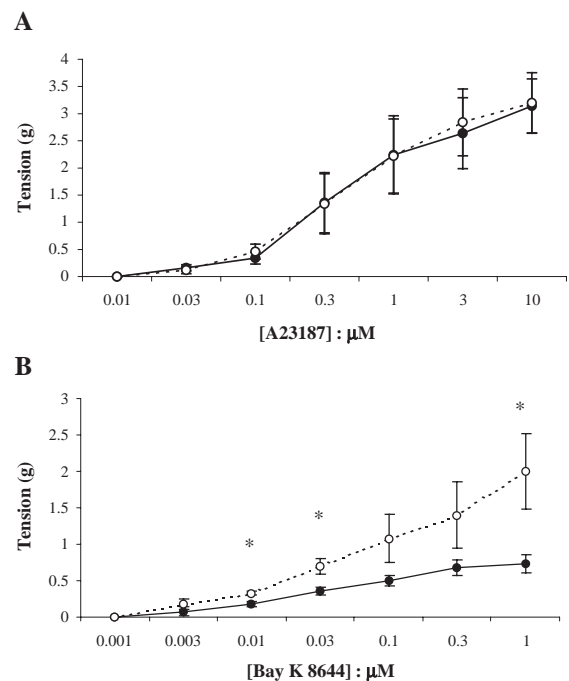 A
4
3.5
3
2.5
2
1.5
1
0.5
0
Tension (g)
0.01 0.03 0.1 0.3 1 3 10
[A23187] : µM
B
3
2.5
2
1.5
1
0.5
0
Tension (g)
* * *
0.001 0.003 0.01 0.03 0.1 0.3 1
[Bay K 8644] : µM